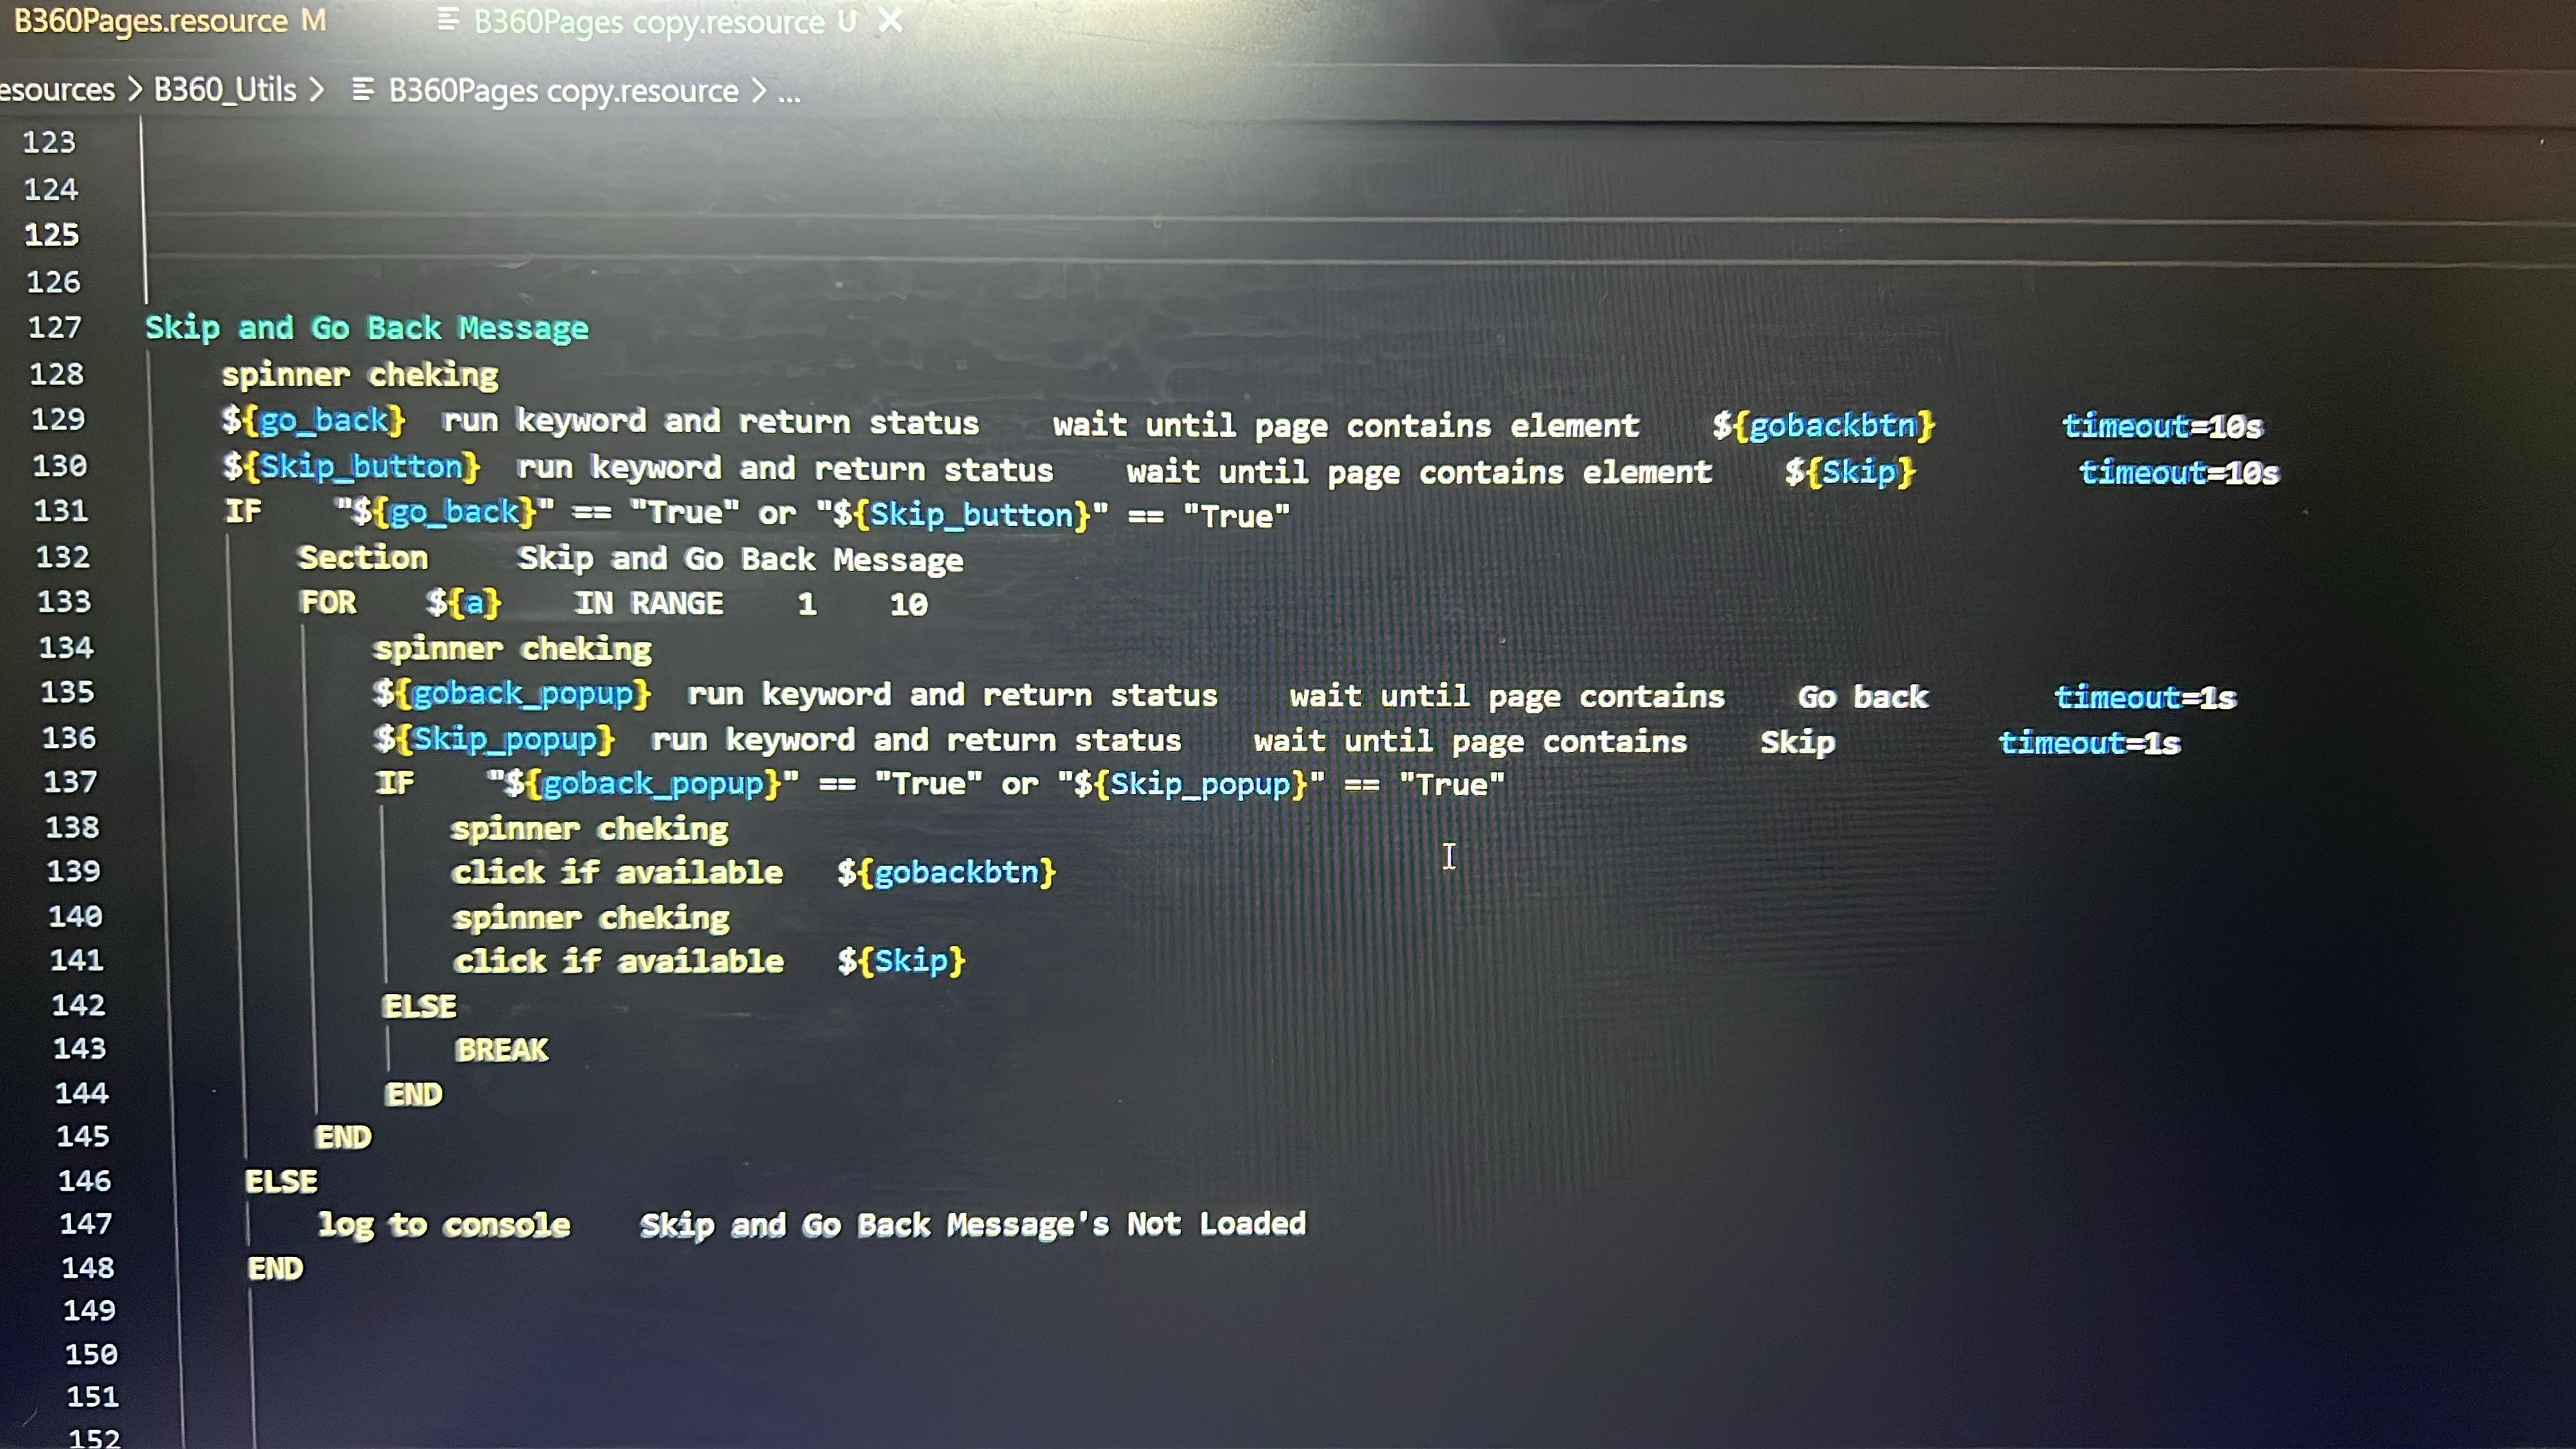 B360Pages.resource M
B360Pages copy.resource U
esources > B360_Utils > B360Pages copy.resource > ...
123
124
125
126
127 Skip and Go Back Message
128 spinner cheking
129 ${go_back} run keyword and return status wait until page contains element ${gobackbtn} timeout=10s
130 ${Skip_button} run keyword and return status wait until page contains element ${Skip} timeout=10s
131 IF "${go_back}" == "True" or "${Skip_button}" == "True"
132 Section Skip and Go Back Message
133 FOR ${a} IN RANGE 1 10
134 spinner cheking
135 ${goback_popup} run keyword and return status wait until page contains Go back timeout=1s
136 ${Skip_popup} run keyword and return status wait until page contains Skip timeout=1s
137 IF "${goback_popup}" == "True" or "${Skip_popup}" == "True"
138 spinner cheking
139 click if available ${gobackbtn}
140 spinner cheking
141 click if available ${Skip}
142 ELSE
143 BREAK
144 END
145 END
146 ELSE
147 log to console Skip and Go Back Message's Not Loaded
148 END
149
150
151
152